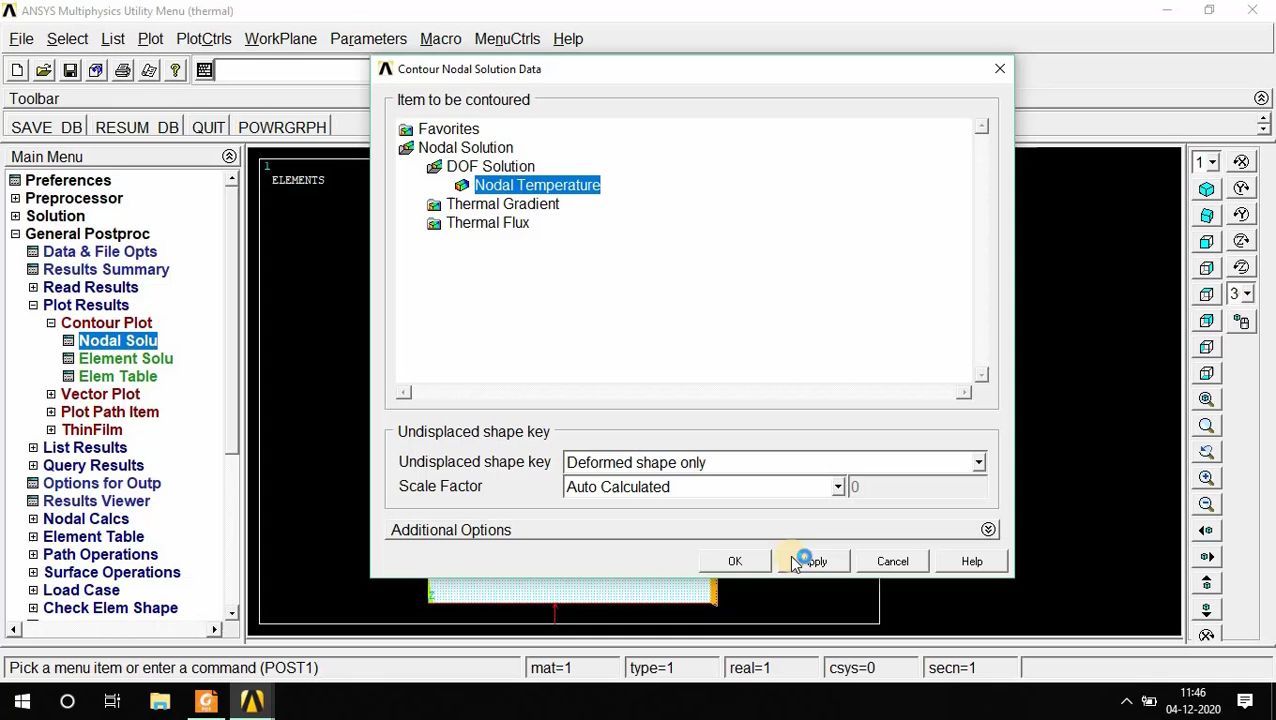 ANSYS Multiphysics Utility Menu (thermal)
File Select List Plot PlotCtrls WorkPlane Parameters Macro MenuCtrls Help
Contour Nodal Solution Data
Toolbar
SAVE_DB RESUM_DB QUIT POWRGRPH
Main Menu
Preferences
Preprocessor
Solution
General Postproc
Data & File Opts
Results Summary
Read Results
Plot Results
Contour Plot
Nodal Solu
Element Solu
Elem Table
Vector Plot
Plot Path Item
ThinFilm
List Results
Query Results
Options for Outp
Results Viewer
Nodal Calcs
Element Table
Path Operations
Surface Operations
Load Case
Check Elem Shape
1
ELEMENTS
Item to be contoured
Favorites
Nodal Solution
DOF Solution
Nodal Temperature
Thermal Gradient
Thermal Flux
Undisplaced shape key
Undisplaced shape key Deformed shape only
Scale Factor Auto Calculated 0
Additional Options
OK Apply Cancel Help
1
3
Pick a menu item or enter a command (POST1) mat=1 type=1 real=1 csys=0 secn=1
11:46
04-12-2020